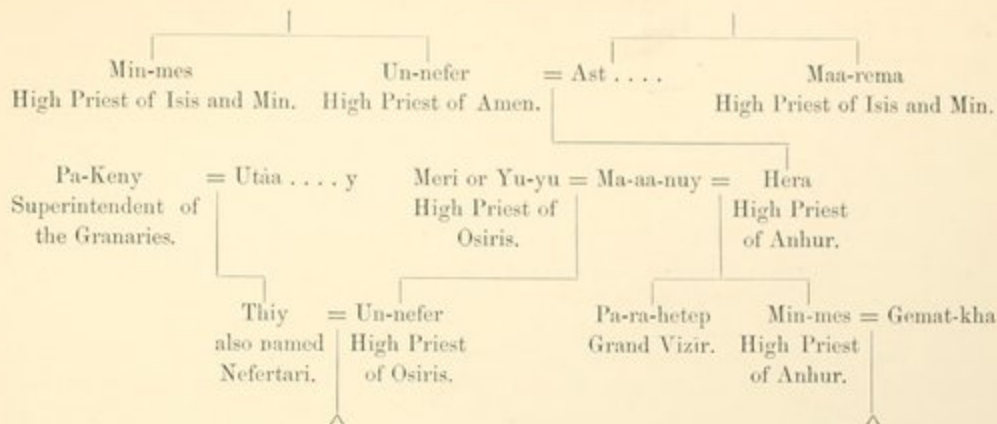 Min-mes Un-nefer = Ast . . . . Maa-rema
High Priest of Isis and Min. High Priest of Amen. High Priest of Isis and Min.
Pa-Keny = Utàa . . . . y Meri or Yu-yu = Ma-aa-nuy = Hera
Superintendent of High Priest of High Priest
the Granaries. Osiris. of Anhur.
Thiy = Un-nefer Pa-ra-hetep Min-mes = Gemat-kha
also named High Priest Grand Vizir. High Priest
Nefertari. of Osiris. of Anhur.